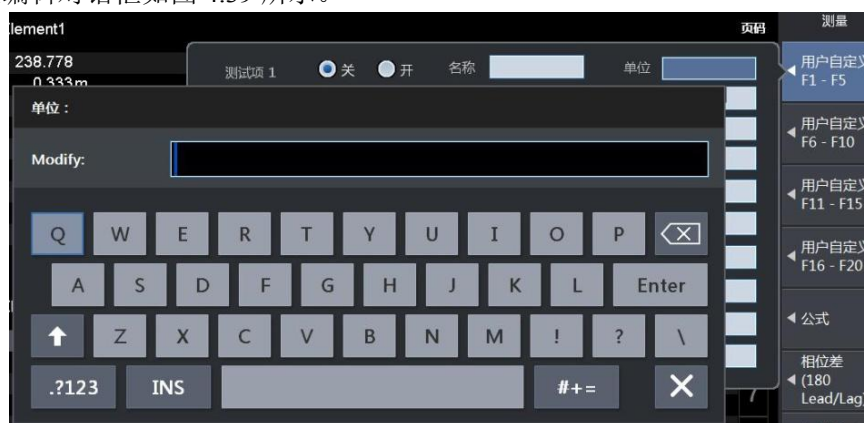 Element1
页码
测量
238.778
0.333m
测试项 1 关 开 名称 单位
用户自定义
F1 - F5
单位：
Modify:
用户自定义
F6 - F10
用户自定义
F11 - F15
用户自定义
F16 - F20
公式
相位差
(180
Lead/Lag)
Q W E R T Y U I O P
A S D F G H J K L Enter
Z X C V B N M ! ? \
.?123 INS #+= 
7